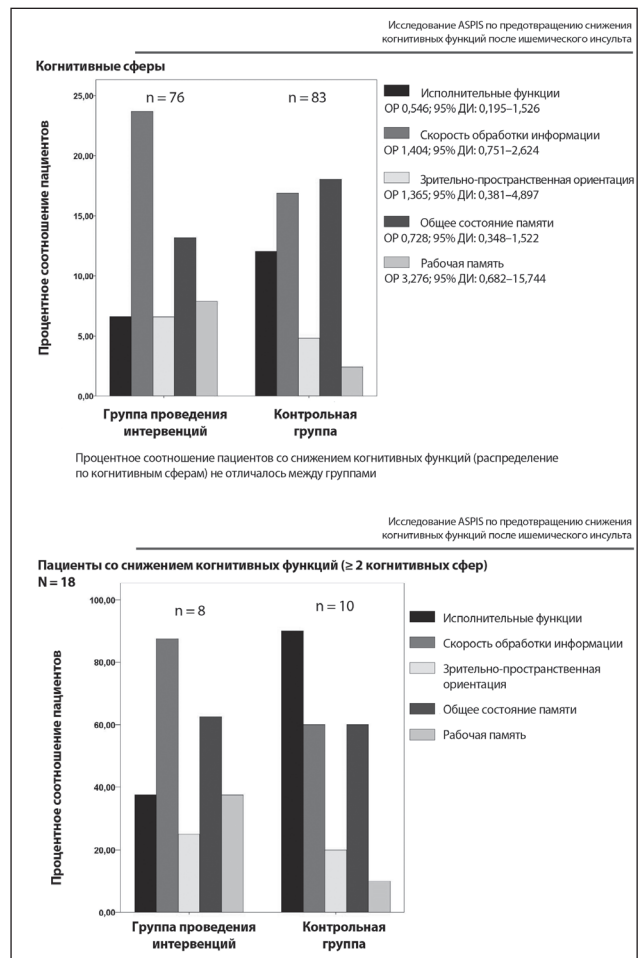 Исследование ASPIS по предотвращению снижения
когнитивных функций после ишемического инсульта
Когнитивные сферы
Процентное соотношение пациентов
25,00
20,00
15,00
10,00
5,00
0,00
n = 76
n = 83
Группа проведения
интервенций
Контрольная
группа
Исполнительные функции
ОР 0,546; 95% ДИ: 0,195–1,526
Скорость обработки информации
ОР 1,404; 95% ДИ: 0,751–2,624
Зрительно-пространственная ориентация
ОР 1,365; 95% ДИ: 0,381–4,897
Общее состояние памяти
ОР 0,728; 95% ДИ: 0,348–1,522
Рабочая память
ОР 3,276; 95% ДИ: 0,682–15,744
Процентное соотношение пациентов со снижением когнитивных функций (распределение
по когнитивным сферам) не отличалось между группами
Исследование ASPIS по предотвращению снижения
когнитивных функций после ишемического инсульта
Пациенты со снижением когнитивных функций (≥ 2 когнитивных сфер)
N = 18
Процентное соотношение пациентов
100,00
80,00
60,00
40,00
20,00
0,00
n = 8
n = 10
Группа проведения
интервенций
Контрольная
группа
Исполнительные функции
Скорость обработки информации
Зрительно-пространственная
ориентация
Общее состояние памяти
Рабочая память